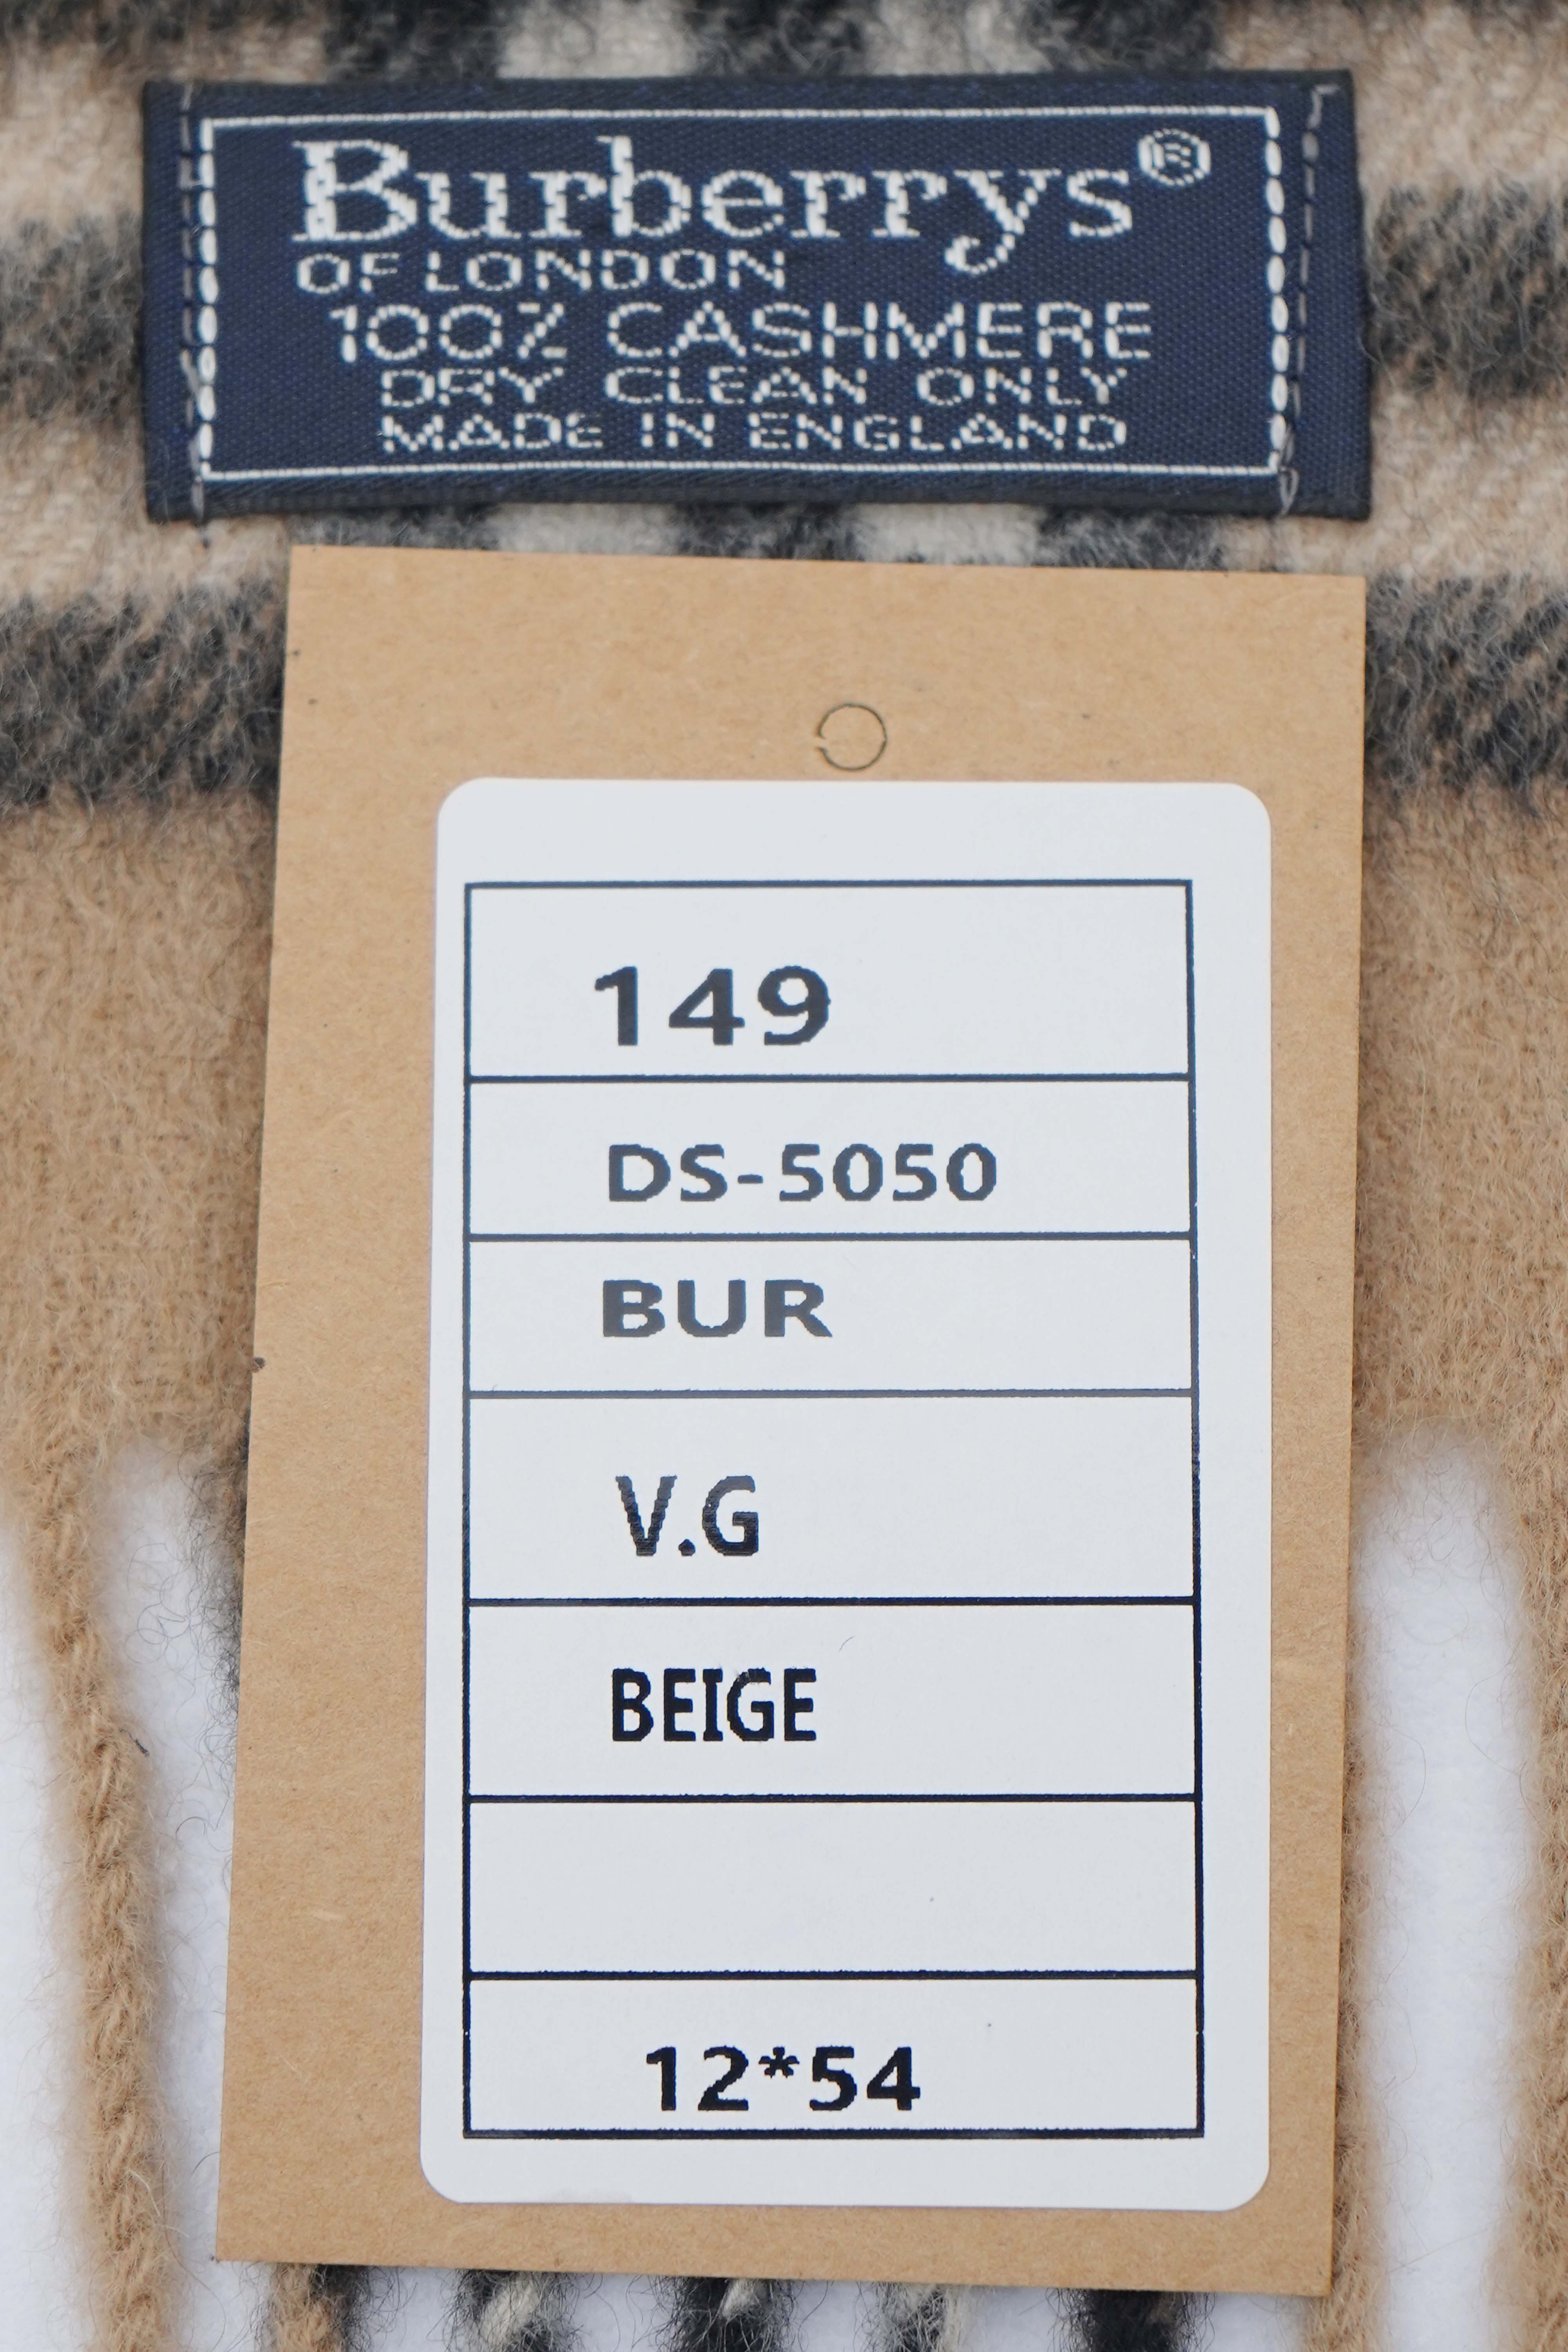 Burberrys®
OF LONDON
100% CASHMERE
DRY CLEAN ONLY
MADE IN ENGLAND
149
DS-5050
BUR
V.G
BEIGE
12*54